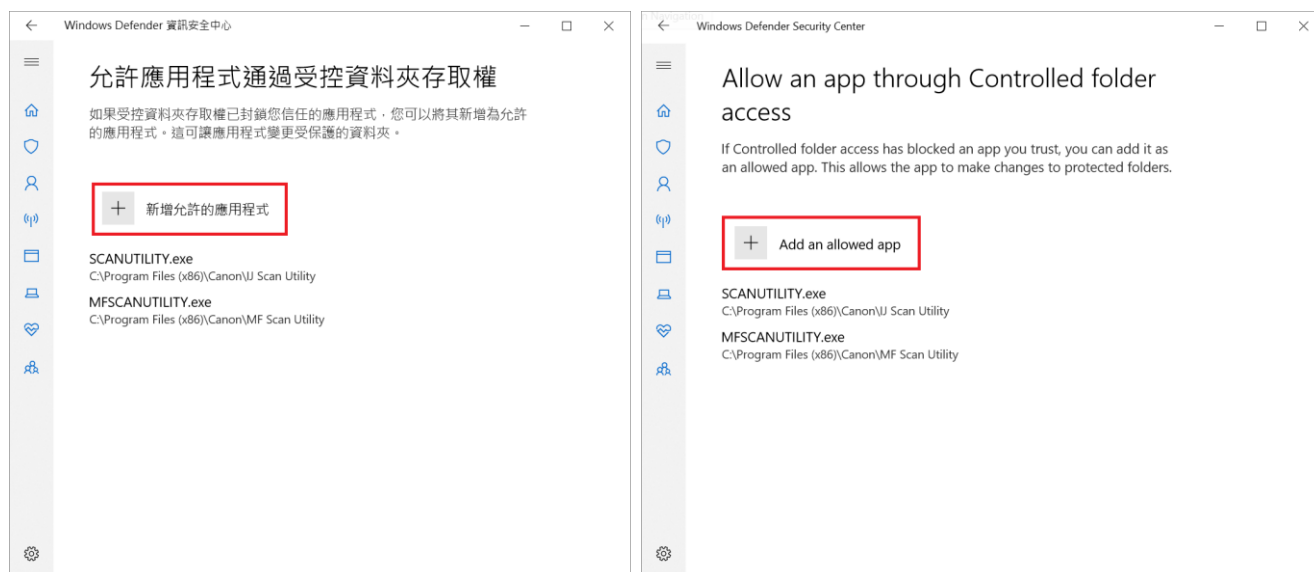 Windows Defender 資訊安全中心
允許應用程式通過受控資料夾存取權
如果受控資料夾存取權已封鎖您信任的應用程式，您可以將其新增為允許
的應用程式。這可讓應用程式變更受保護的資料夾。
新增允許的應用程式
SCANUTILITY.exe
C:\Program Files (x86)\Canon\IJ Scan Utility
MFSCANUTILITY.exe
C:\Program Files (x86)\Canon\MF Scan Utility
n Navigation
Windows Defender Security Center
Allow an app through Controlled folder
access
If Controlled folder access has blocked an app you trust, you can add it as
an allowed app. This allows the app to make changes to protected folders.
Add an allowed app
SCANUTILITY.exe
C:\Program Files (x86)\Canon\IJ Scan Utility
MFSCANUTILITY.exe
C:\Program Files (x86)\Canon\MF Scan Utility